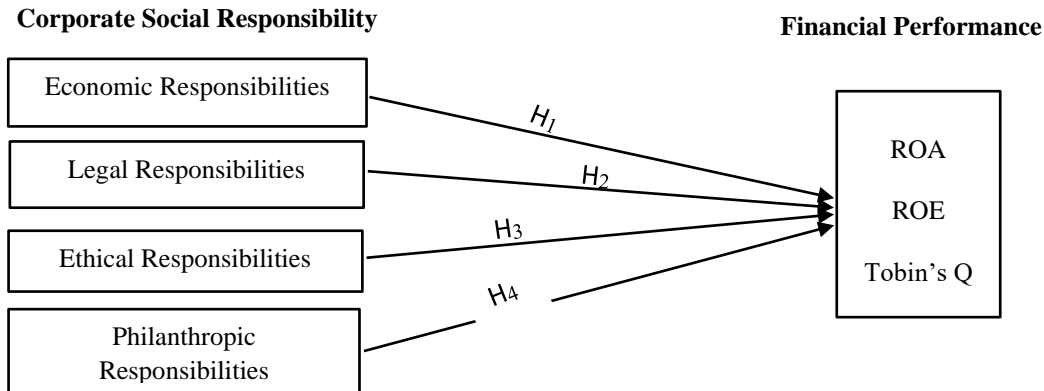 Corporate Social Responsibility
Financial Performance
Economic Responsibilities
Legal Responsibilities
Ethical Responsibilities
Philanthropic
Responsibilities
H1
H2
H3
H4
ROA
ROE
Tobin’s Q